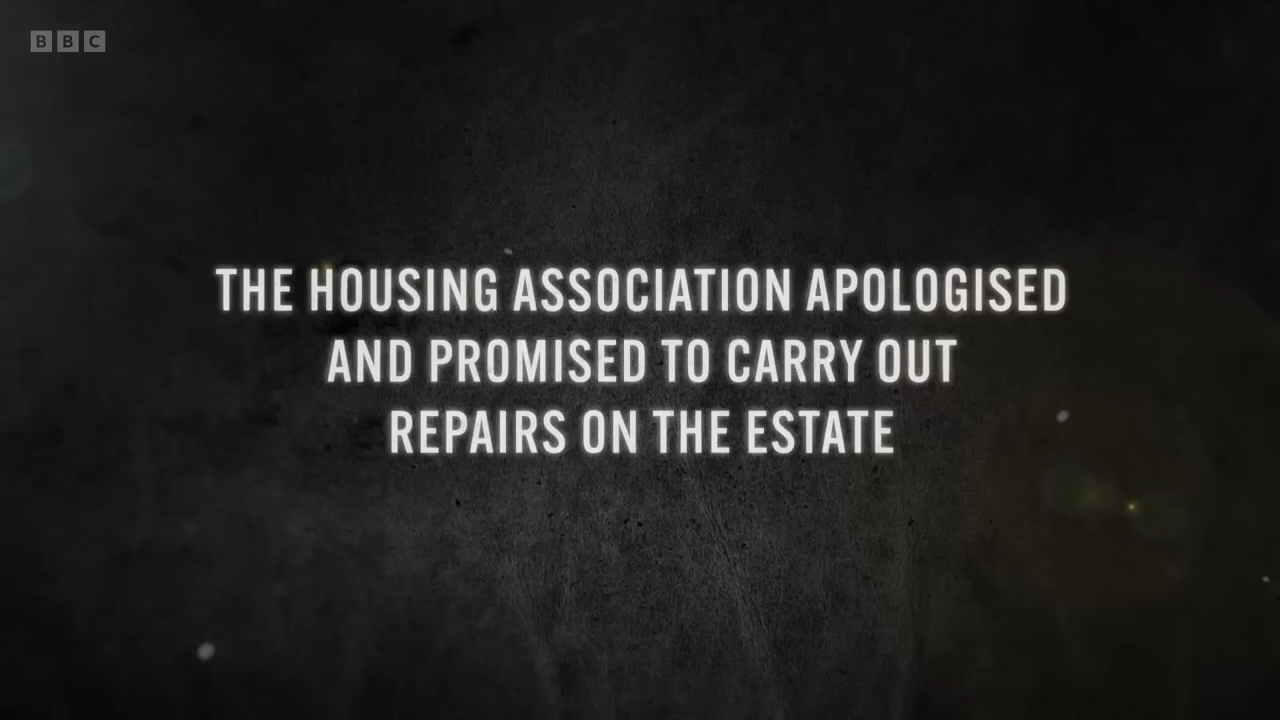 BBC
THE HOUSING ASSOCIATION APOLOGISED
AND PROMISED TO CARRY OUT
REPAIRS ON THE ESTATE